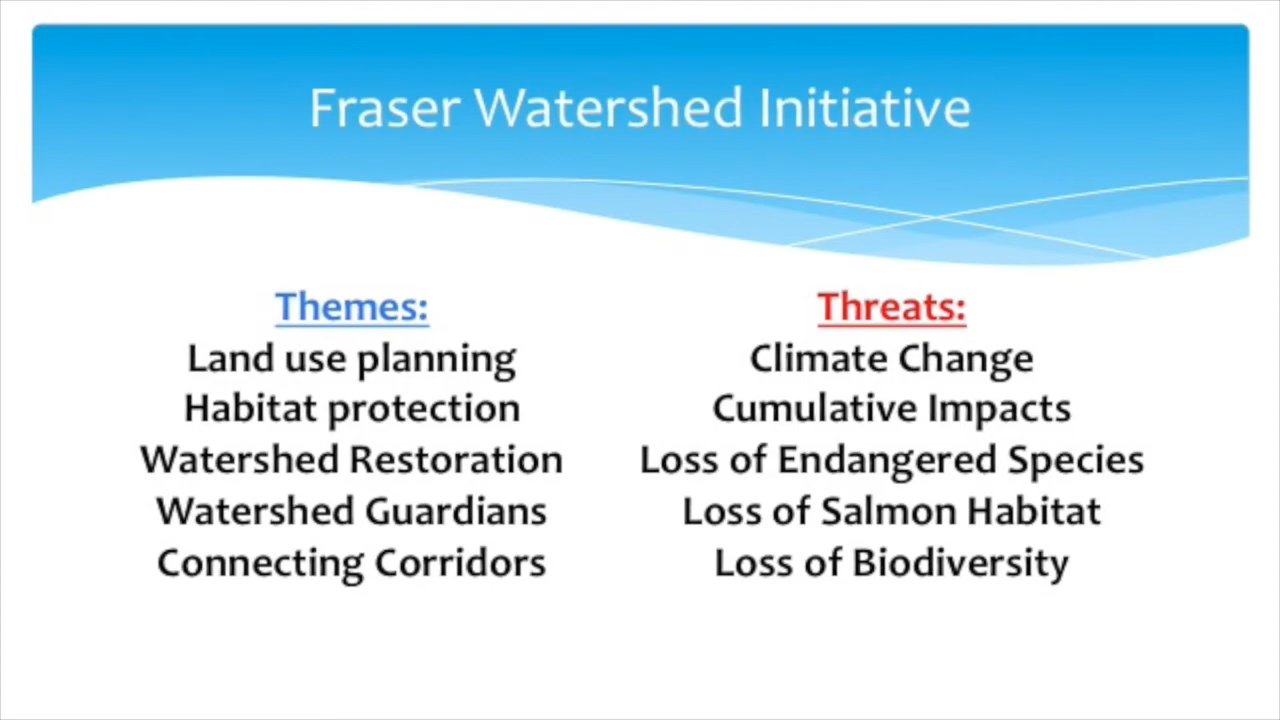 Fraser Watershed Initiative
Themes:
Land use planning
Habitat protection
Watershed Restoration
Watershed Guardians
Connecting Corridors
Threats:
Climate Change
Cumulative Impacts
Loss of Endangered Species
Loss of Salmon Habitat
Loss of Biodiversity